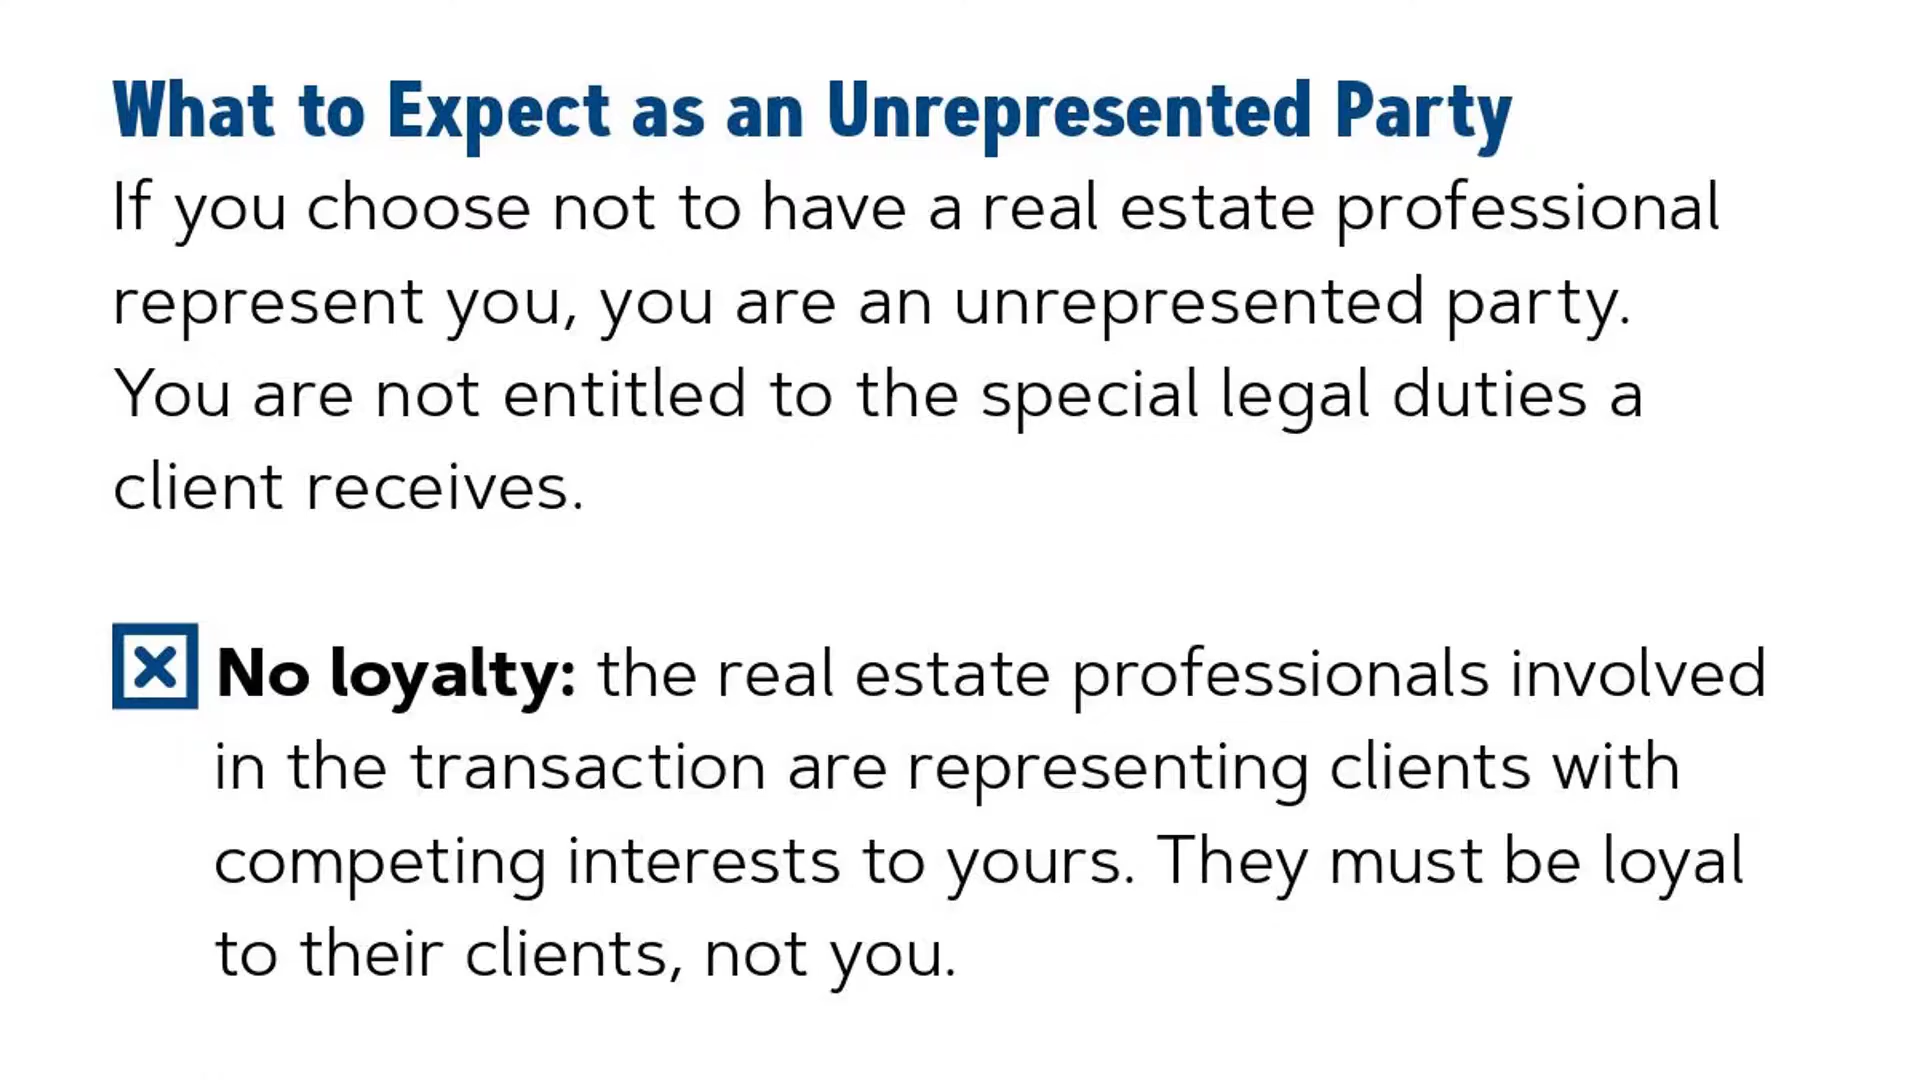 What to Expect as an Unrepresented Party
If you choose not to have a real estate professional
represent you, you are an unrepresented party.
You are not entitled to the special legal duties a
client receives.
No loyalty: the real estate professionals involved
in the transaction are representing clients with
competing interests to yours. They must be loyal
to their clients, not you.